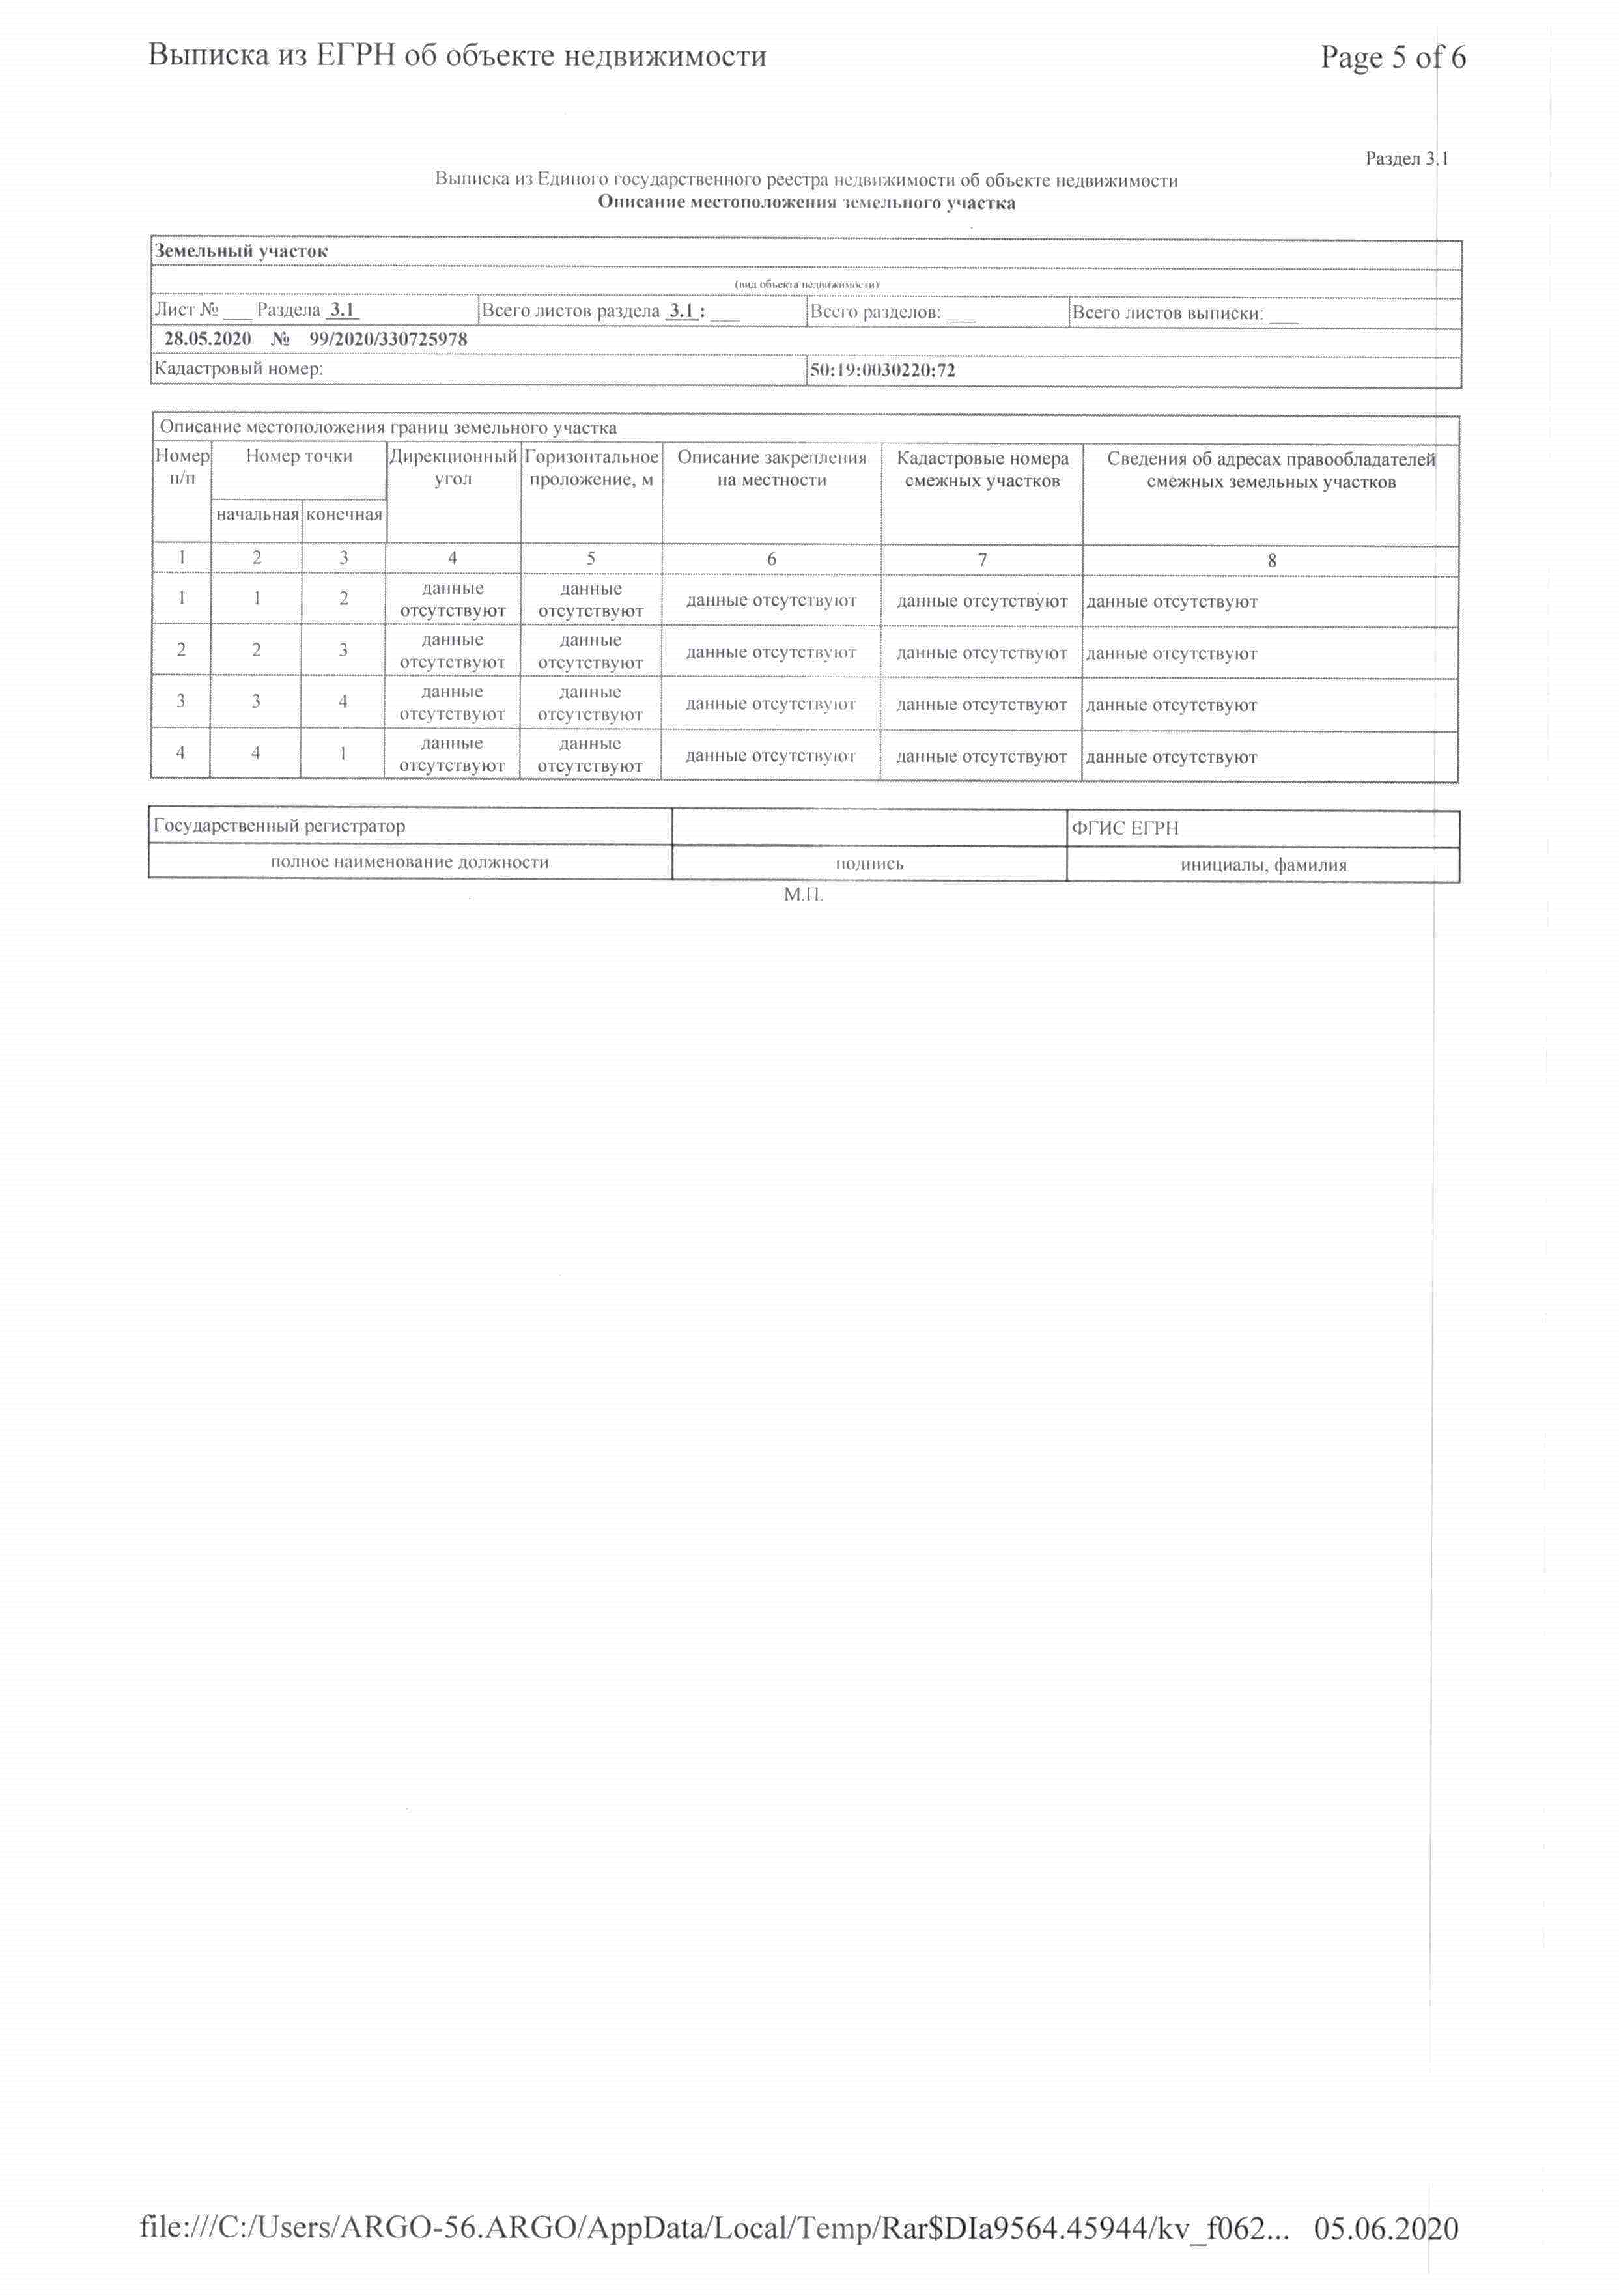 Выписка из ЕГРН об объекте недвижимости Page 5 of 6
Раздел 3.1
Выписка из Единого государственного реестра недвижимости об объекте недвижимости
Описание местоположения земельного участка
Земельный участок
(вид объекта недвижимости)
Лист № ___ Раздела 3.1 Всего листов раздела 3.1 : ___ Всего разделов: ___ Всего листов выписки: ___
28.05.2020 № 99/2020/330725978
Кадастровый номер: 50:19:0030220:72
Описание местоположения границ земельного участка
Номер п/п Номер точки Дирекционный угол Горизонтальное проложение, м Описание закрепления на местности Кадастровые номера смежных участков Сведения об адресах правообладателей смежных земельных участков
начальная конечная
1 2 3 4 5 6 7 8
1 1 2 данные отсутствуют данные отсутствуют данные отсутствуют данные отсутствуют данные отсутствуют
2 2 3 данные отсутствуют данные отсутствуют данные отсутствуют данные отсутствуют данные отсутствуют
3 3 4 данные отсутствуют данные отсутствуют данные отсутствуют данные отсутствуют данные отсутствуют
4 4 1 данные отсутствуют данные отсутствуют данные отсутствуют данные отсутствуют данные отсутствуют
Государственный регистратор ФГИС ЕГРН
полное наименование должности подпись инициалы, фамилия
М.П.
file:///C:/Users/ARGO-56.ARGO/AppData/Local/Temp/Rar$DIa9564.45944/kv_f062... 05.06.2020